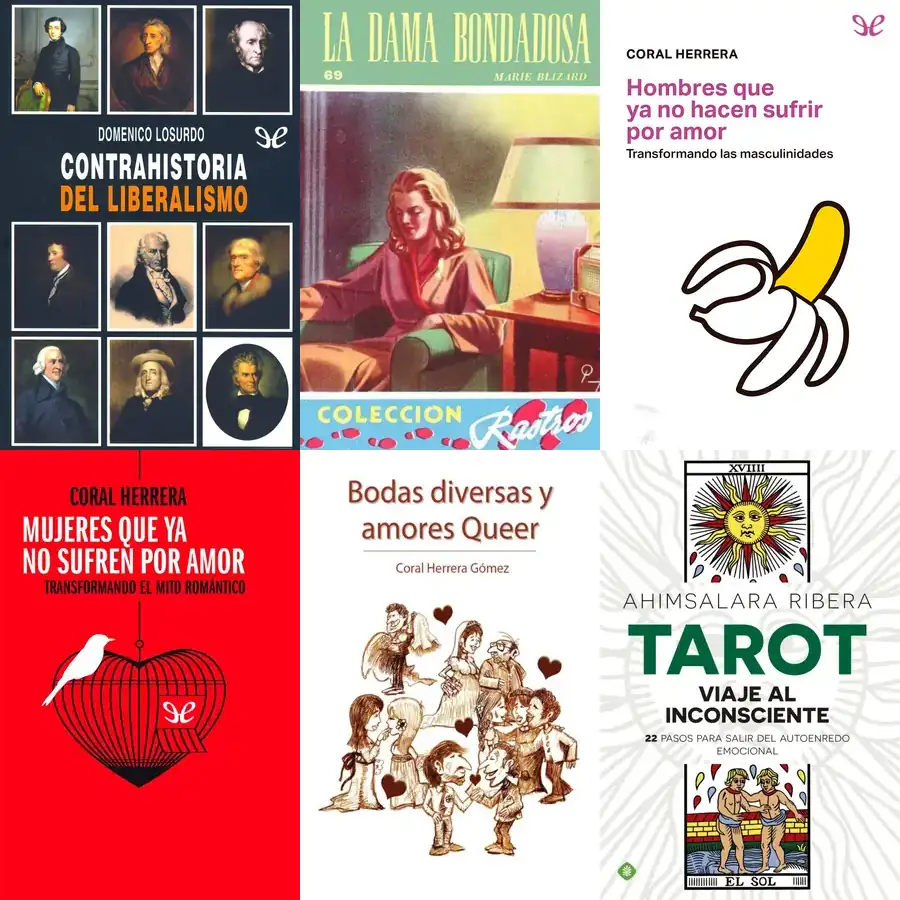 DOMENICO LOSURDO
CONTRAHISTORIA
DEL LIBERALISMO
LA DAMA BONDADOSA
69
MARIE BLIZARD
COLECCION
Rastros
CORAL HERRERA
Hombres que
ya no hacen sufrir
por amor
Transformando las masculinidades
CORAL HERRERA
MUJERES QUE YA
NO SUFREN POR AMOR
TRANSFORMANDO EL MITO ROMÁNTICO
Bodas diversas y
amores Queer
Coral Herrera Gómez
XVIIII
AHIMSALARA RIBERA
TAROT
VIAJE AL
INCONSCIENTE
22 PASOS PARA SALIR DEL AUTOENREDO
EMOCIONAL
EL SOL